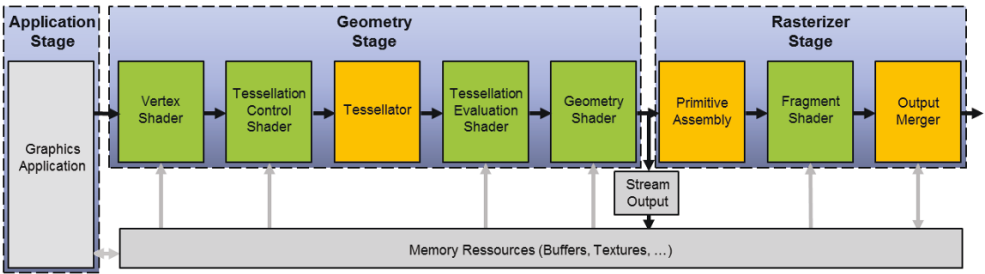 Application
Stage
Geometry
Stage
Rasterizer
Stage
Graphics
Application
Vertex
Shader
Tessellation
Control
Shader
Tessellator
Tessellation
Evaluation
Shader
Geometry
Shader
Primitive
Assembly
Fragment
Shader
Output
Merger
Stream
Output
Memory Ressources (Buffers, Textures, …)